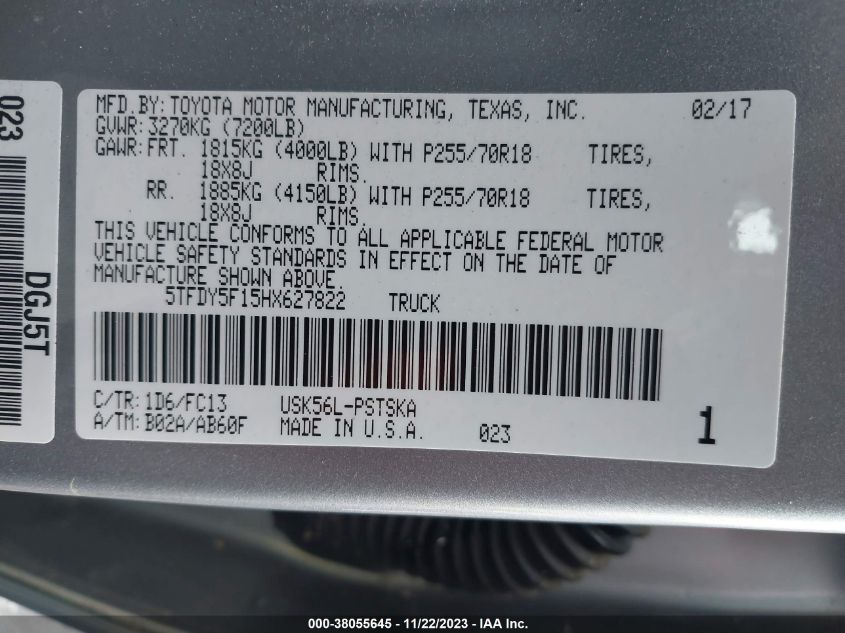 023
DGJ5T
MFD.BY: TOYOTA MOTOR MANUFACTURING, TEXAS, INC. 02/17
GVWR: 3270KG (7200LB)
GAWR: FRT. 1815KG (4000LB) WITH P255/70R18 TIRES,
18X8J RIMS.
RR. 1885KG (4150LB) WITH P255/70R18 TIRES,
18X8J RIMS.
THIS VEHICLE CONFORMS TO ALL APPLICABLE FEDERAL MOTOR
VEHICLE SAFETY STANDARDS IN EFFECT ON THE DATE OF
MANUFACTURE SHOWN ABOVE.
5TFDY5F15HX627822 TRUCK
C/TR: 1D6/FC13 USK56L-PSTSKA
A/TM: B02A/AB60F MADE IN U.S.A. 023 1
000-38055645 - 11/22/2023 - IAA Inc.